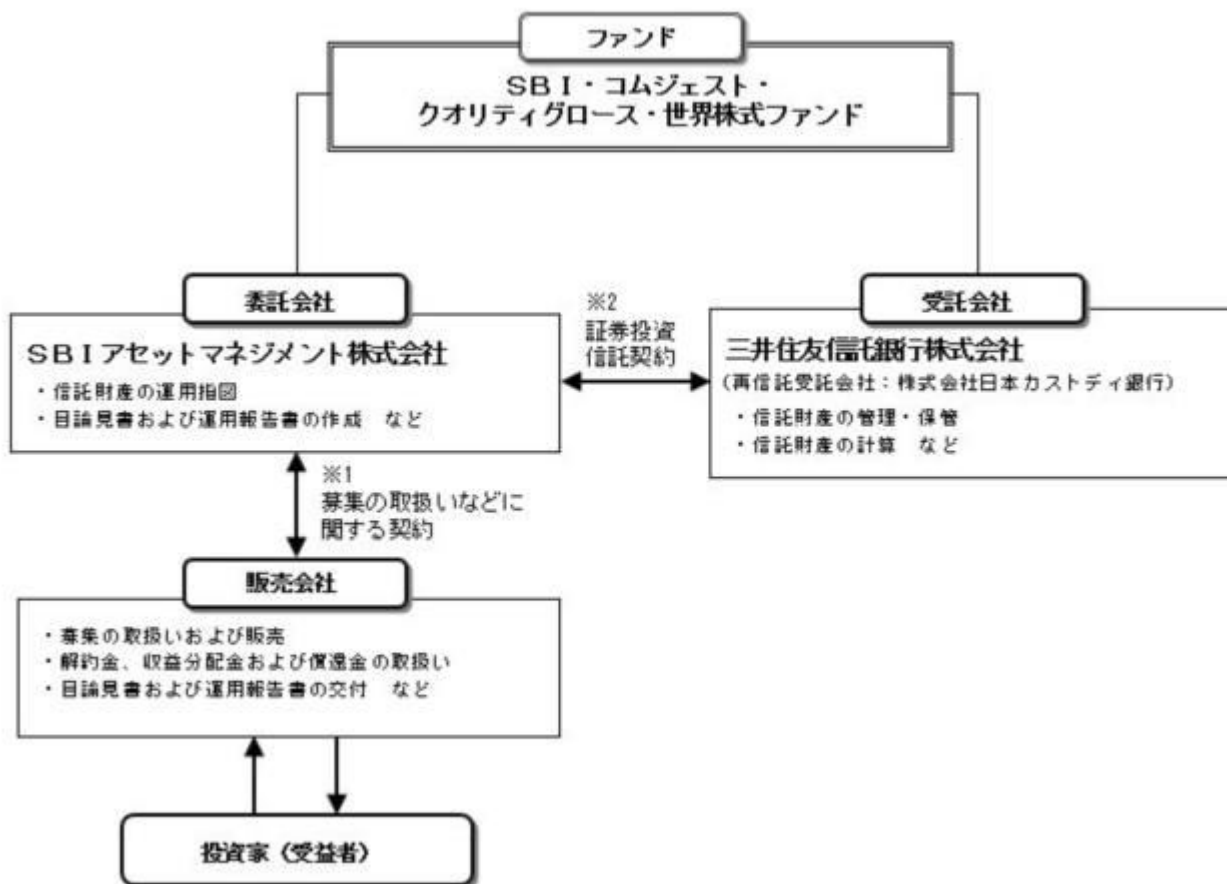 ファンド
ＳＢＩ・コムジェスト・
クオリティグロース・世界株式ファンド
委託会社
ＳＢＩアセットマネジメント株式会社
・信託財産の運用指図
・目論見書および運用報告書の作成　など
※2
証券投資
信託契約
受託会社
三井住友信託銀行株式会社
(再信託受託会社：株式会社日本カストディ銀行)
・信託財産の管理・保管
・信託財産の計算　など
※1
募集の取扱いなどに
関する契約
販売会社
・募集の取扱いおよび販売
・解約金、収益分配金および償還金の取扱い
・目論見書および運用報告書の交付　など
投資家（受益者）